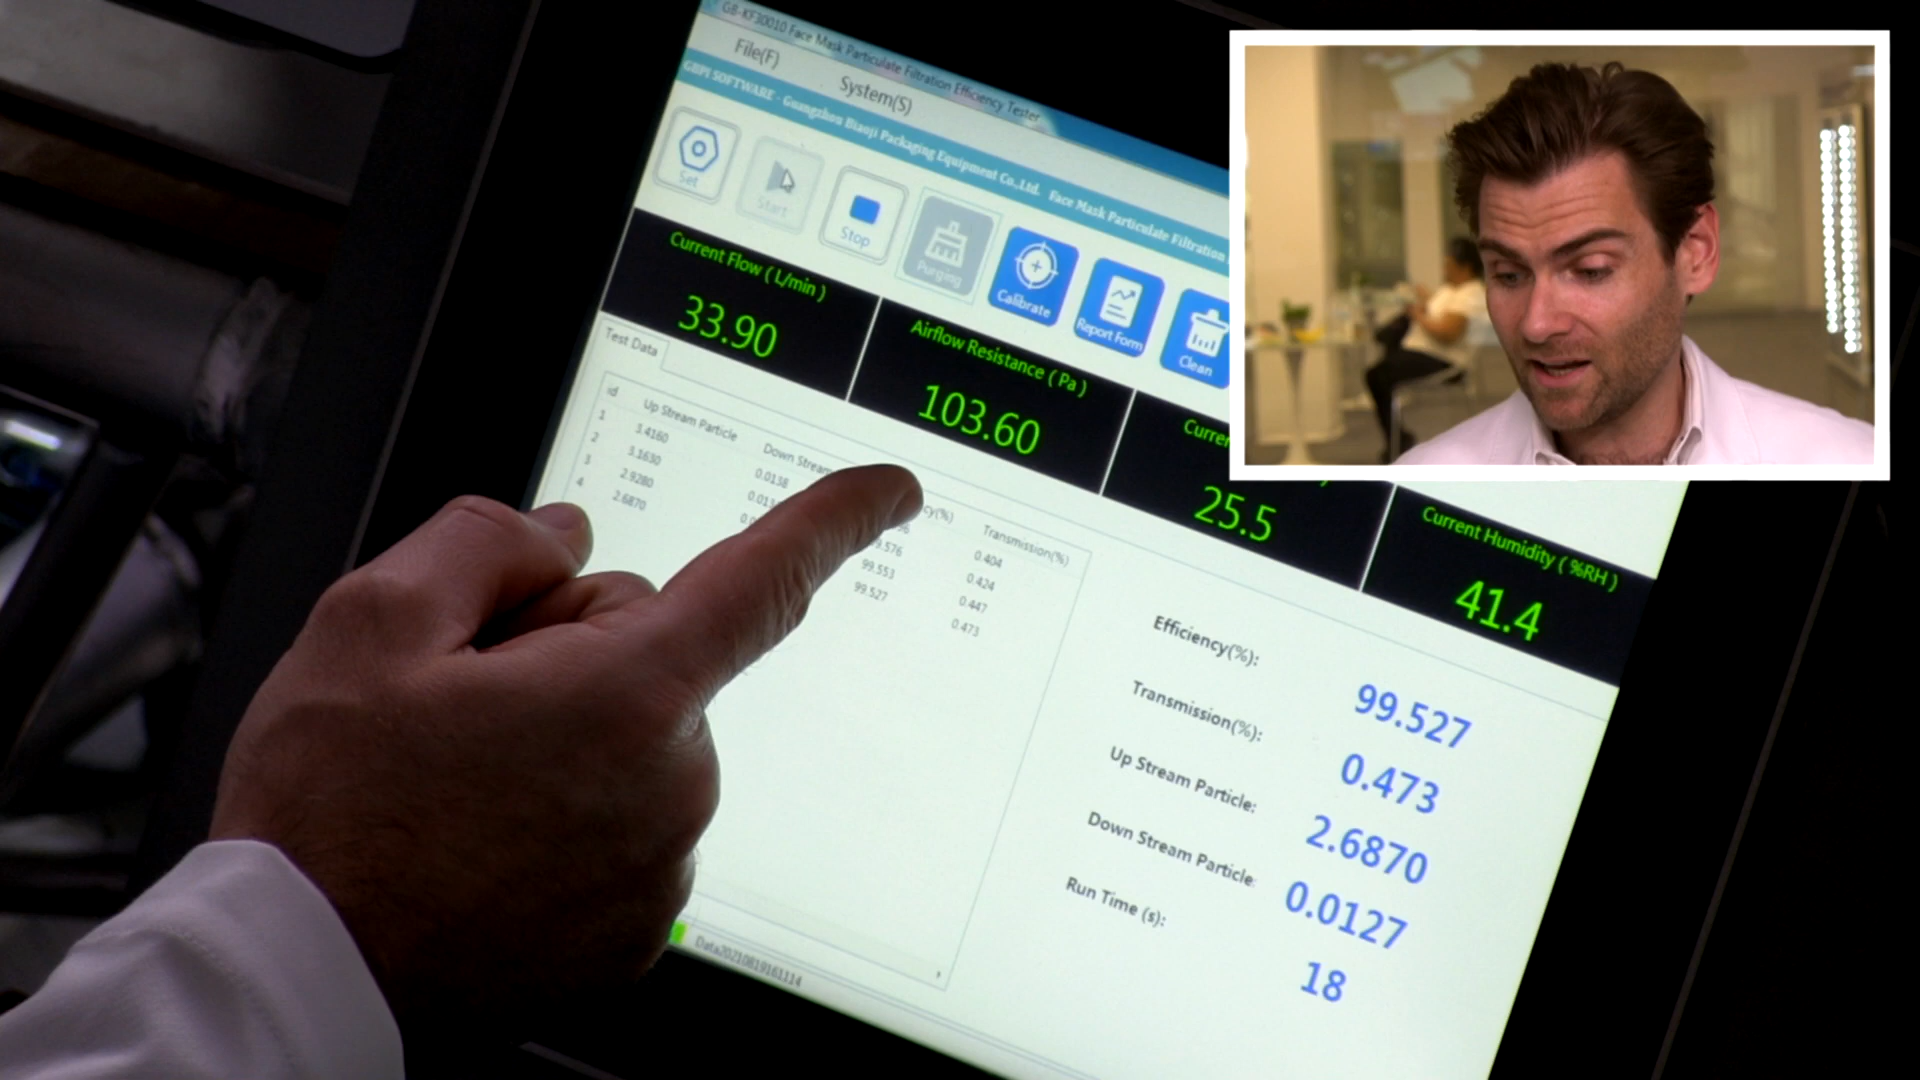 GB-KF30010 Face Mask Particulate Filtration Efficiency Tester
File(F) System(S)
GBPI SOFTWARE - Guangzhou Biaoji Packaging Equipment Co.,Ltd. Face Mask Particulate Filtration
Set Start Stop Purging Calibrate Report Form Clean
Current Flow ( L/min ) Airflow Resistance ( Pa ) Current Humidity ( %RH )
33.90 103.60 25.5 41.4
Test Data
id Up Stream Particle Down Stream Transmission(%)
1 3.4160 0.0138 0.404
2 3.1630 0.424
3 2.9280 99.553 0.447
4 2.6870 99.527 0.473
Efficiency(%): 99.527
Transmission(%): 0.473
Up Stream Particle: 2.6870
Down Stream Particle: 0.0127
Run Time (s): 18
Data20210819161114